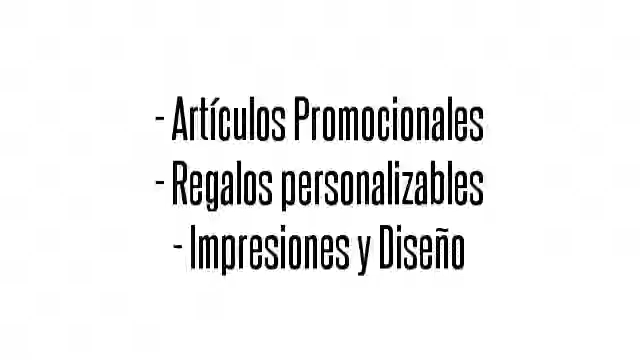 - Artículos Promocionales
- Regalos personalizables
- Impresiones y Diseño